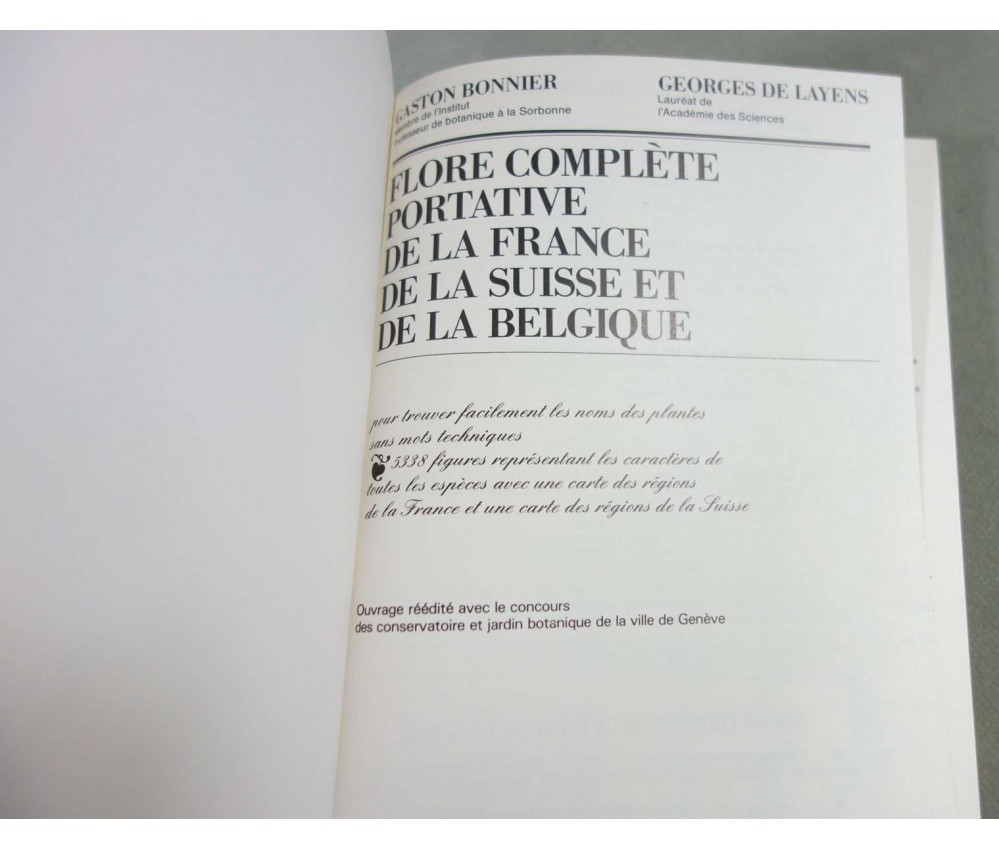 GASTON BONNIER
Membre de l'Institut
Professeur de botanique à la Sorbonne
GEORGES DE LAYENS
Lauréat de
l'Académie des Sciences
FLORE COMPLÈTE
PORTATIVE
DE LA FRANCE
DE LA SUISSE ET
DE LA BELGIQUE
pour trouver facilement les noms des plantes
sans mots techniques
5338 figures représentant les caractères de
toutes les espèces avec une carte des régions
de la France et une carte des régions de la Suisse
Ouvrage réédité avec le concours
des conservatoire et jardin botanique de la ville de Genève